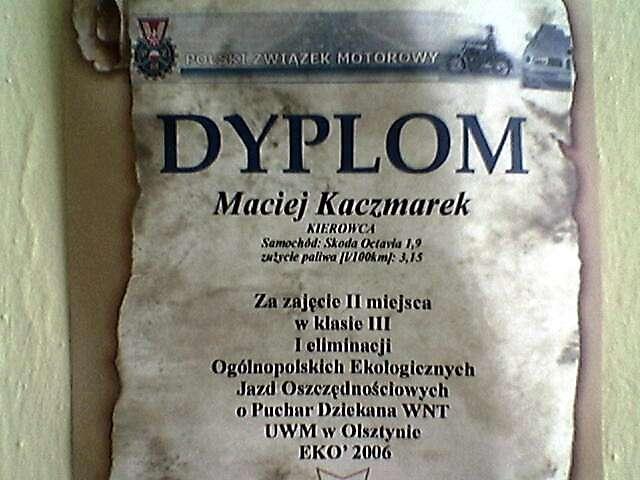 POLSKI ZWIĄZEK MOTOROWY
DYPLOM
Maciej Kaczmarek
KIEROWCA
Samochód: Skoda Octavia 1,9
zużycie paliwa [l/100km]: 3,15
Za zajęcie II miejsca
w klasie III
I eliminacji
Ogólnopolskich Ekologicznych
Jazd Oszczędnościowych
o Puchar Dziekana WNT
UWM w Olsztynie
EKO' 2006